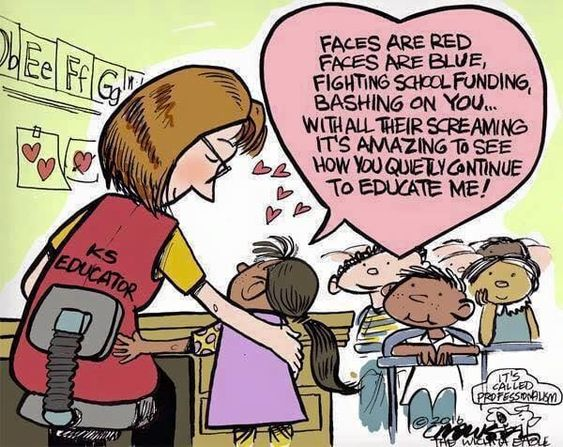 Db Ee Ff Gg
FACES ARE RED
FACES ARE BLUE,
FIGHTING SCHOOL FUNDING,
BASHING ON YOU...
WITH ALL THEIR SCREAMING
IT'S AMAZING TO SEE
HOW YOU QUIETLY CONTINUE
TO EDUCATE ME!
KS
EDUCATOR
IT'S
CALLED
PROFESSIONALISM
©2016
THE WICHITA EAGLE